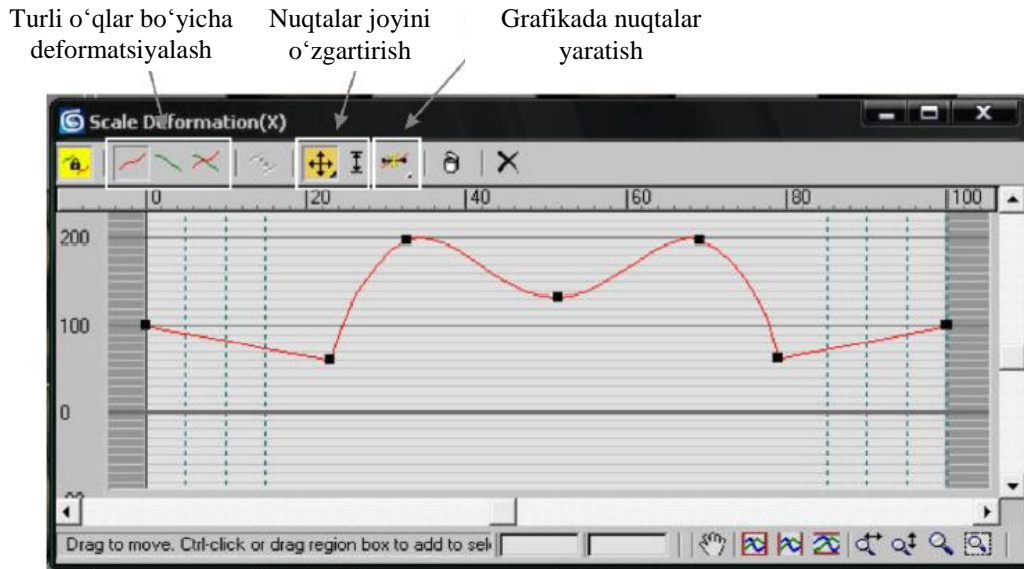 Turli o‘qlar bo‘yicha
deformatsiyalash
Nuqtalar joyini
o‘zgartirish
Grafikada nuqtalar
yaratish
Scale Deformation(X)
0 20 40 60 80 100
200
100
0
Drag to move. Ctrl-click or drag region box to add to sel